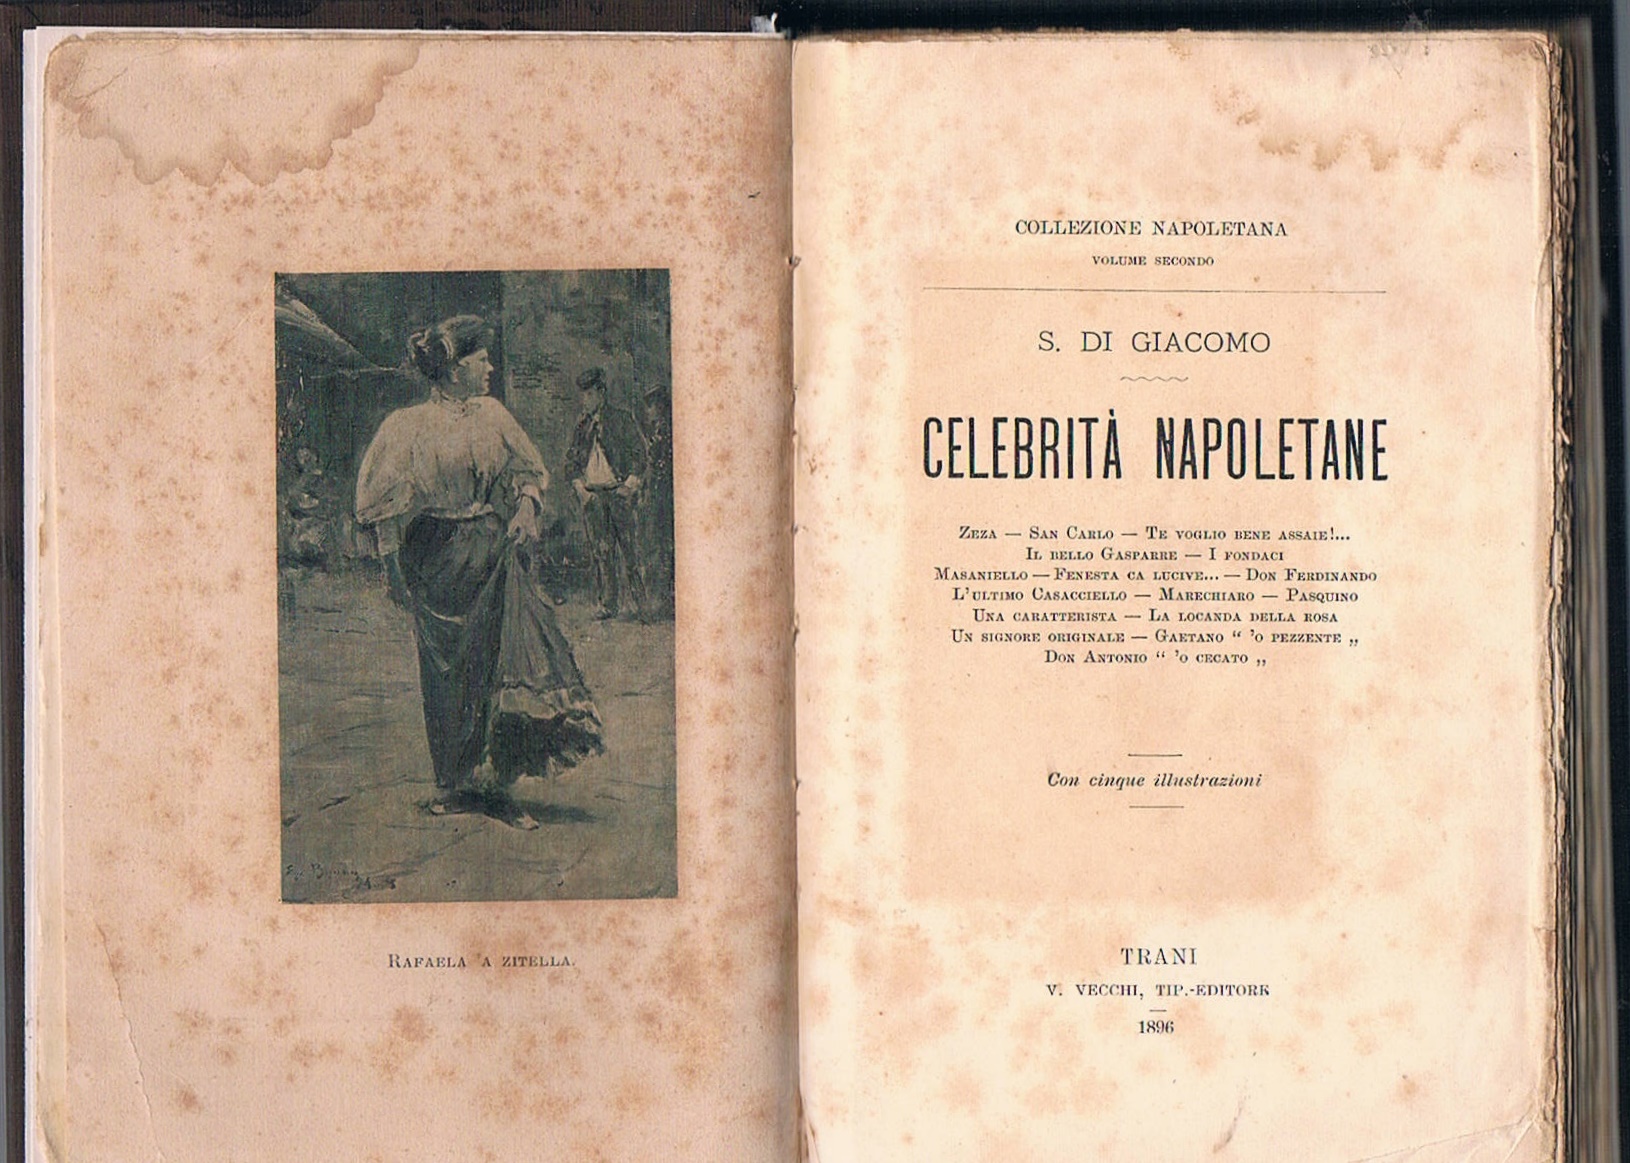 RAFAELA 'A ZITELLA.
COLLEZIONE NAPOLETANA
VOLUME SECONDO
S. DI GIACOMO
CELEBRITÀ NAPOLETANE
ZEZA — SAN CARLO — TE VOGLIO BENE ASSAIE!...
IL BELLO GASPARRE — I FONDACI
MASANIELLO — FENESTA CA LUCIVE... — DON FERDINANDO
L'ULTIMO CASACCIELLO — MARECHIARO — PASQUINO
UNA CARATTERISTA — LA LOCANDA DELLA ROSA
UN SIGNORE ORIGINALE — GAETANO “ 'O PEZZENTE „
DON ANTONIO “ 'O CECATO „
Con cinque illustrazioni
TRANI
V. VECCHI, TIP.-EDITORE
1896